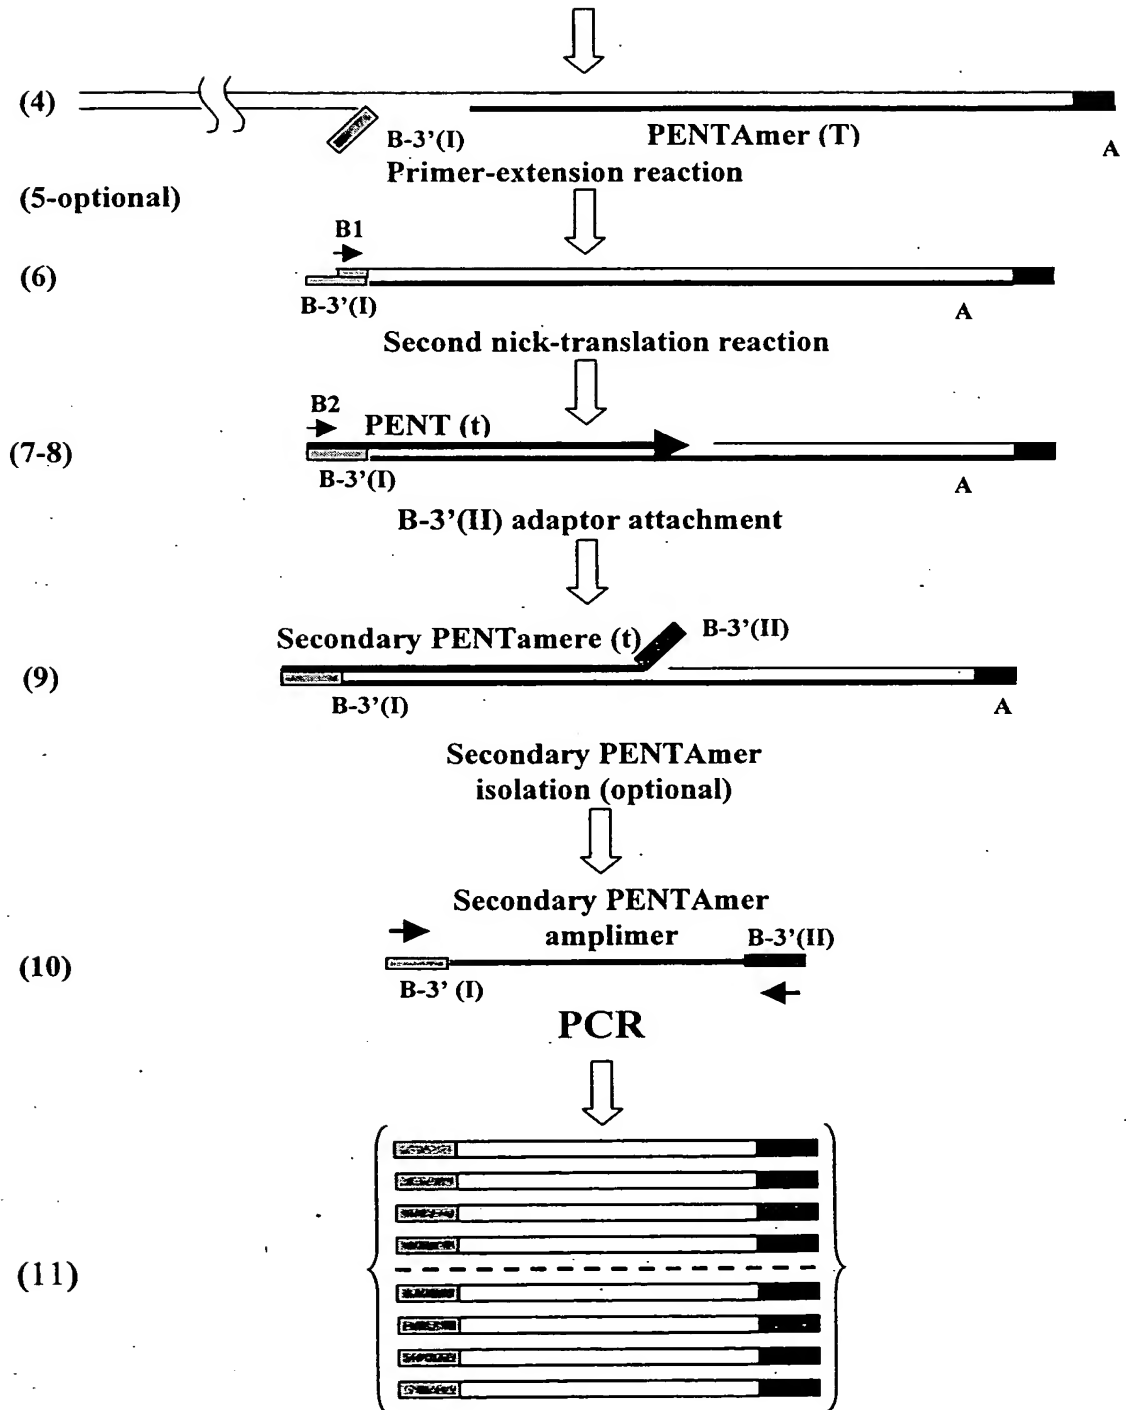 (4)
B-3'(I)
PENTAmer (T)
A
Primer-extension reaction
(5-optional)
B1
(6)
B-3'(I)
A
Second nick-translation reaction
B2
PENT (t)
(7-8)
B-3'(I)
A
B-3'(II) adaptor attachment
Secondary PENTamere (t)
B-3'(II)
(9)
B-3'(I)
A
Secondary PENTAmer
isolation (optional)
Secondary PENTAmer
amplimer
B-3'(II)
(10)
B-3' (I)
PCR
(11)